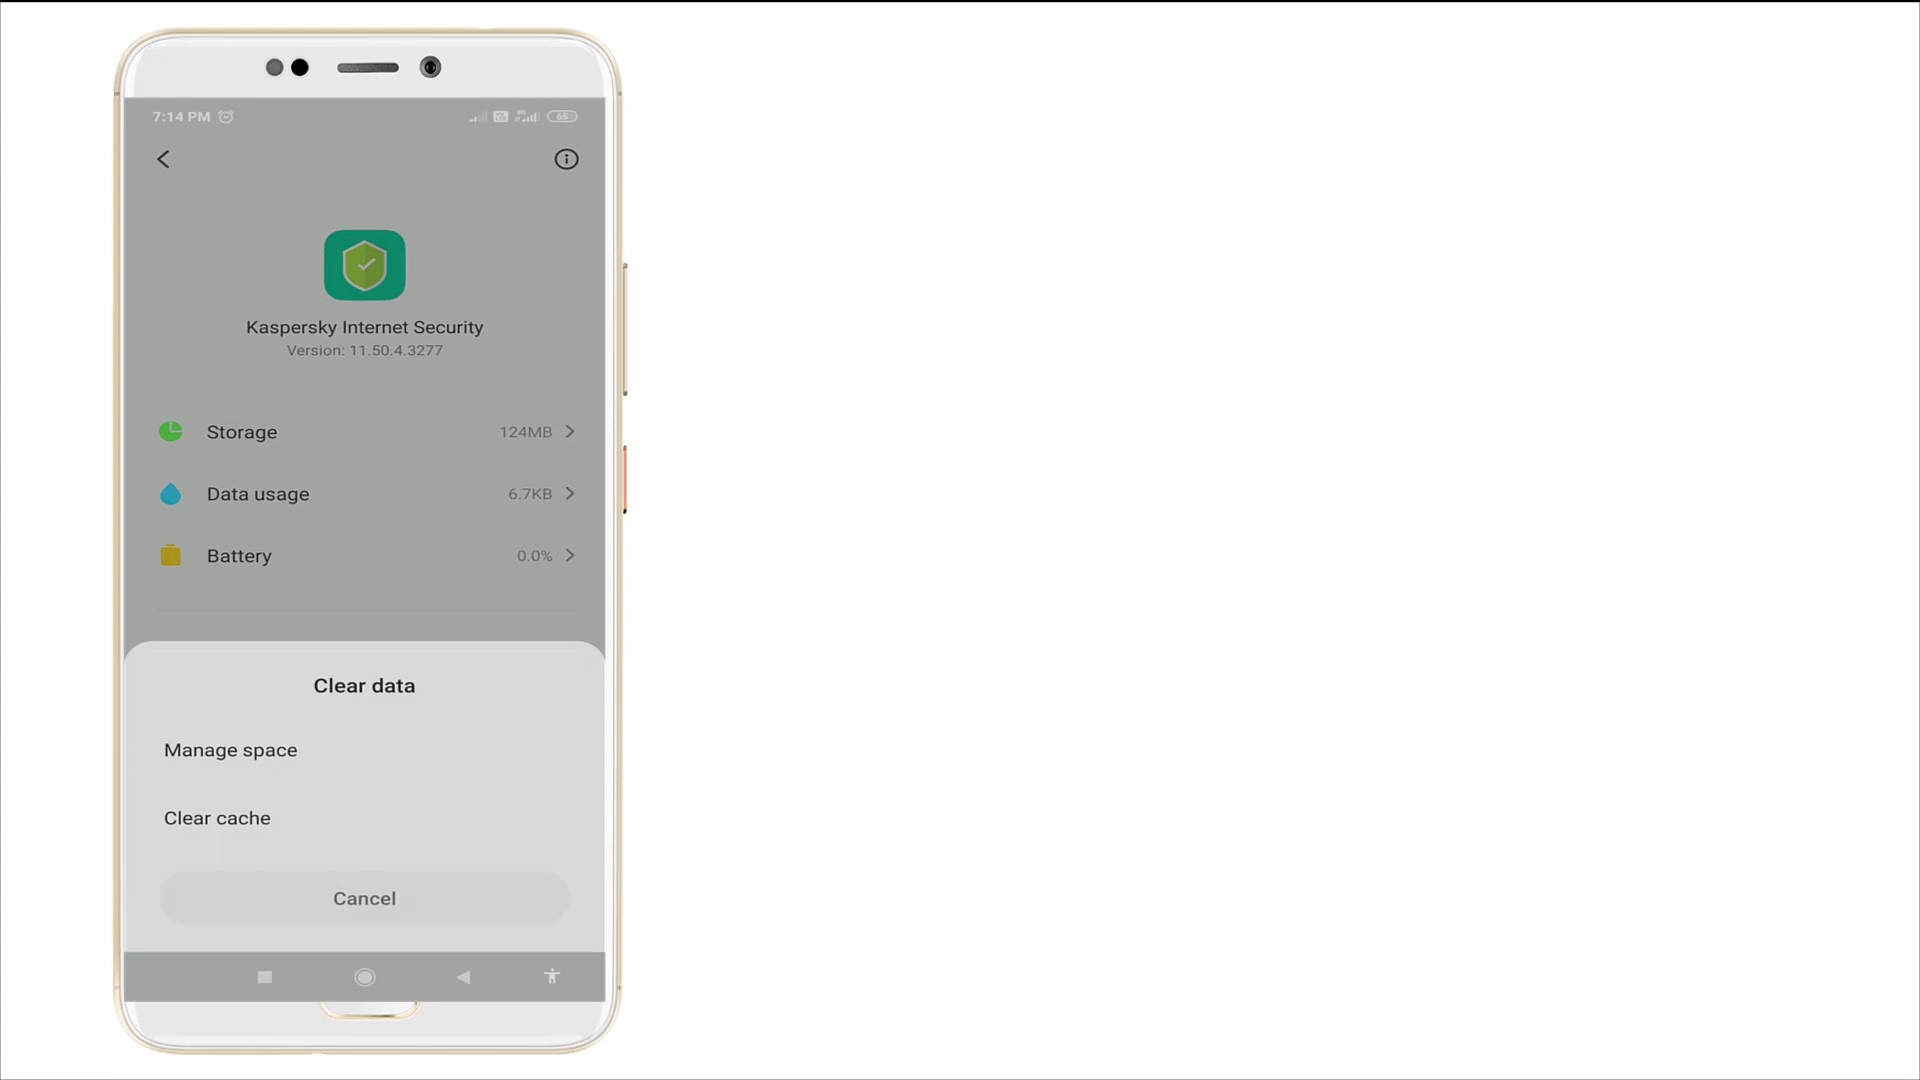 7:14 PM
65
Kaspersky Internet Security
Version: 11.50.4.3277
Storage 124MB
Data usage 6.7KB
Battery 0.0%
Clear data
Manage space
Clear cache
Cancel